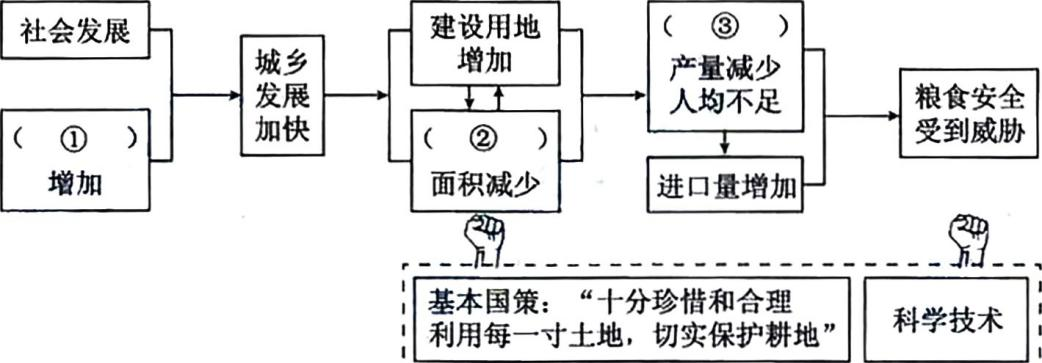 社会发展
( ① )
增加
城乡
发展
加快
建设用地
增加
( ② )
面积减少
( ③ )
产量减少
人均不足
进口量增加
粮食安全
受到威胁
基本国策：“十分珍惜和合理
利用每一寸土地，切实保护耕地”
科学技术